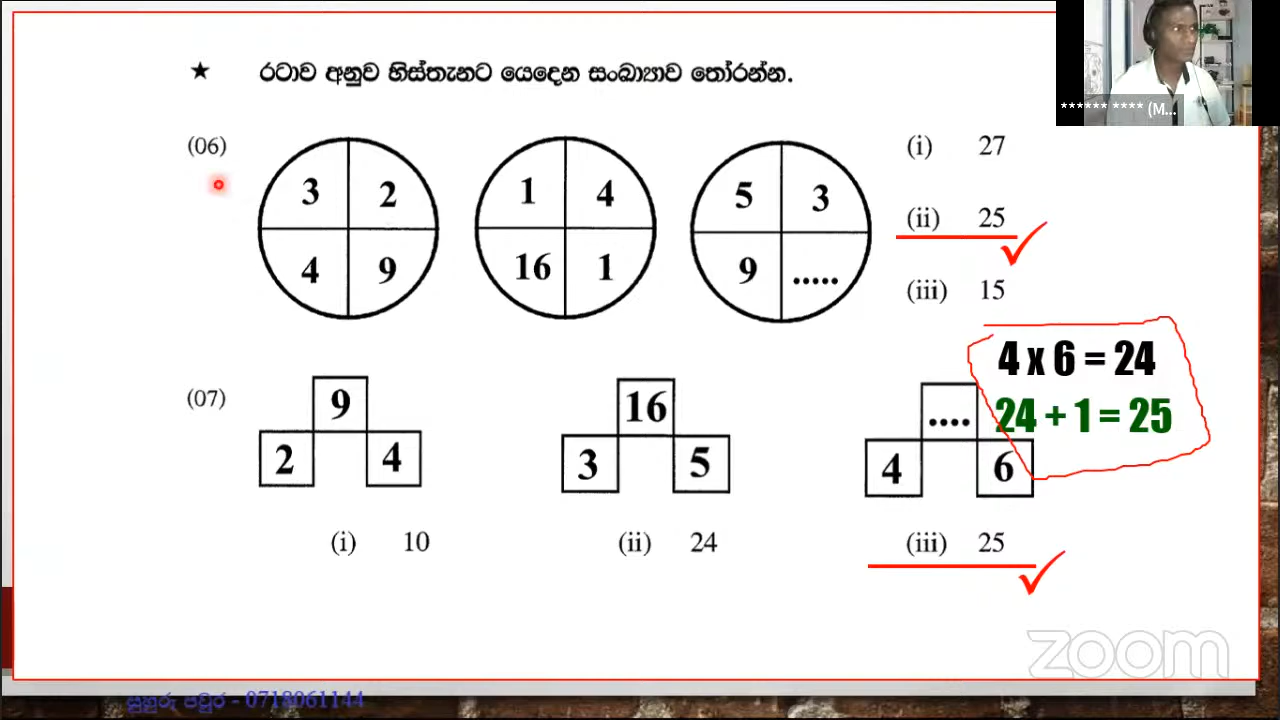 ★ රටාව අනුව හිස්තැනට යෙදෙන සංඛ්‍යාව තෝරන්න.
****** **** (M...
(06)
3 2
4 9
1 4
16 1
5 3
9 .....
(i) 27
(ii) 25
(iii) 15
4 x 6 = 24
24 + 1 = 25
(07)
9
2 4
16
3 5
....
4 6
(i) 10
(ii) 24
(iii) 25
zoom
සුහුරු පවුර - 0718061144